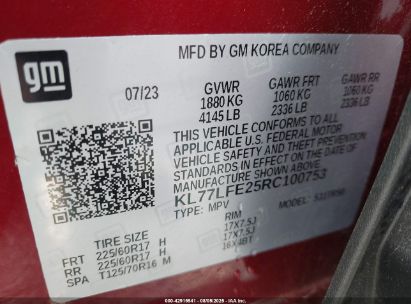 MFD BY GM KOREA COMPANY
gm
07/23
GVWR GAWR FRT GAWR RR
1880 KG 1060 KG 1060 KG
4145 LB 2336 LB 2336 LB
THIS VEHICLE CONFORMS TO ALL
APPLICABLE U.S. FEDERAL MOTOR
VEHICLE SAFETY AND THEFT PREVENTION
STANDARDS IN EFFECT ON THE DATE OF
MANUFACTURE SHOWN ABOVE.
KL77LFE25RC100753
TYPE: MPV MODEL:
TIRE SIZE RIM
FRT 225/60R17 H 17X7.5J
RR 225/60R17 H 17X7.5J
SPA T125/70R16 M 16X4BT